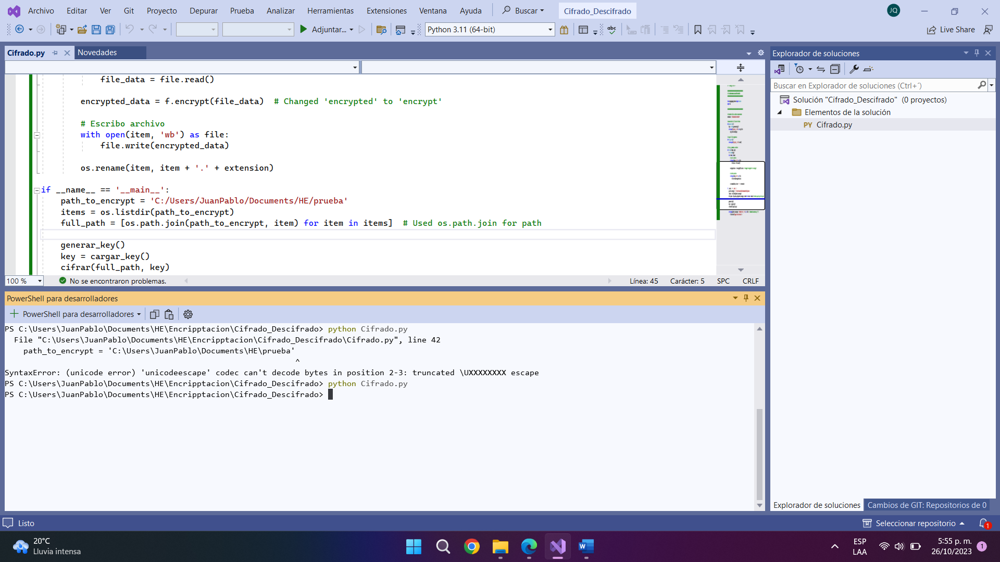 Archivo Editar Ver Git Proyecto Depurar Prueba Analizar Herramientas Extensiones Ventana Ayuda Buscar Cifrado_Descifrado JQ
Adjuntar... Python 3.11 (64-bit) abc Live Share
Cifrado.py Novedades
file_data = file.read()
encrypted_data = f.encrypt(file_data)  # Changed 'encrypted' to 'encrypt'
# Escribo archivo
with open(item, 'wb') as file:
file.write(encrypted_data)
os.rename(item, item + '.' + extension)
if __name__ == '__main__':
path_to_encrypt = 'C:/Users/JuanPablo/Documents/HE/prueba'
items = os.listdir(path_to_encrypt)
full_path = [os.path.join(path_to_encrypt, item) for item in items]  # Used os.path.join for path
generar_key()
key = cargar_key()
cifrar(full_path, key)
100 % No se encontraron problemas. Línea: 45 Carácter: 5 SPC CRLF
PowerShell para desarrolladores
PowerShell para desarrolladores
PS C:\Users\JuanPablo\Documents\HE\Encripptacion\Cifrado_Descifrado> python Cifrado.py
File "C:\Users\JuanPablo\Documents\HE\Encripptacion\Cifrado_Descifrado\Cifrado.py", line 42
path_to_encrypt = 'C:\Users\JuanPablo\Documents\HE\prueba'
^
SyntaxError: (unicode error) 'unicodeescape' codec can't decode bytes in position 2-3: truncated \UXXXXXXXX escape
PS C:\Users\JuanPablo\Documents\HE\Encripptacion\Cifrado_Descifrado> python Cifrado.py
PS C:\Users\JuanPablo\Documents\HE\Encripptacion\Cifrado_Descifrado>
Explorador de soluciones
Buscar en Explorador de soluciones (Ctrl+´)
Solución "Cifrado_Descifrado" (0 proyectos)
Elementos de la solución
PY Cifrado.py
Explorador de soluciones Cambios de GIT: Repositorios de 0
Listo Seleccionar repositorio 1
20°C
Lluvia intensa
ESP
LAA
5:55 p. m.
26/10/2023
1